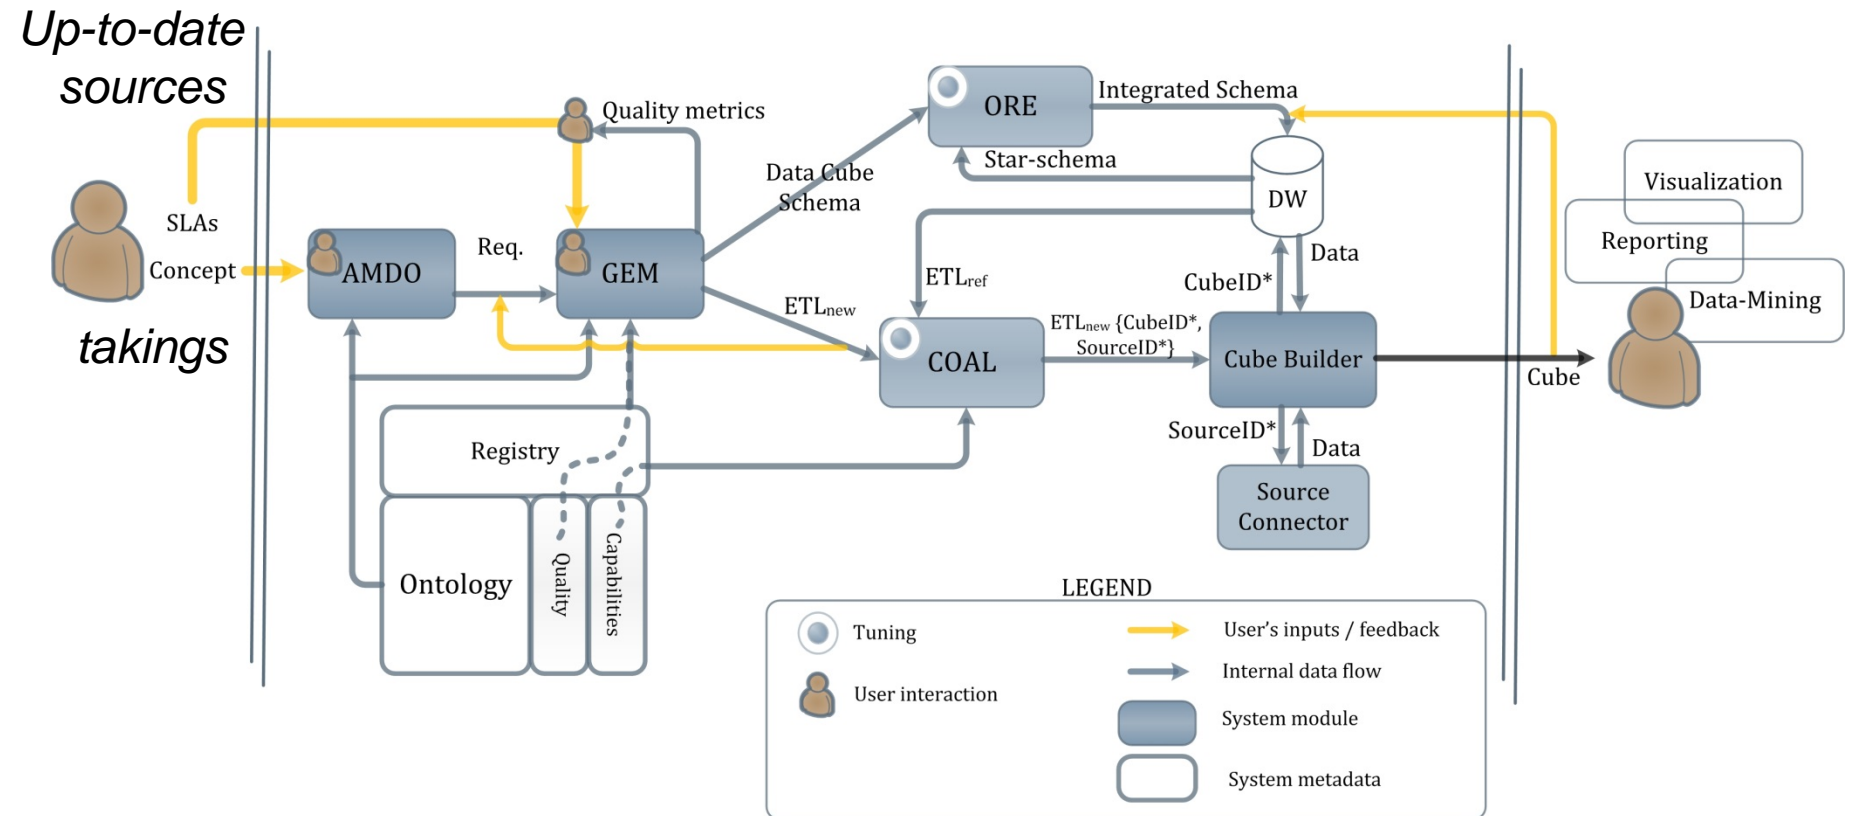 Up-to-date
sources
SLAs
Concept
takings
AMDO
Req.
GEM
Quality metrics
Data Cube
Schema
ETLnew
ORE
Integrated Schema
Star-schema
DW
ETLref
CubeID*
Data
COAL
ETLnew {CubeID*,
SourceID*}
Cube Builder
Cube
SourceID*
Data
Source
Connector
Visualization
Reporting
Data-Mining
Registry
Ontology
Quality
Capabilities
LEGEND
Tuning
User interaction
User's inputs / feedback
Internal data flow
System module
System metadata